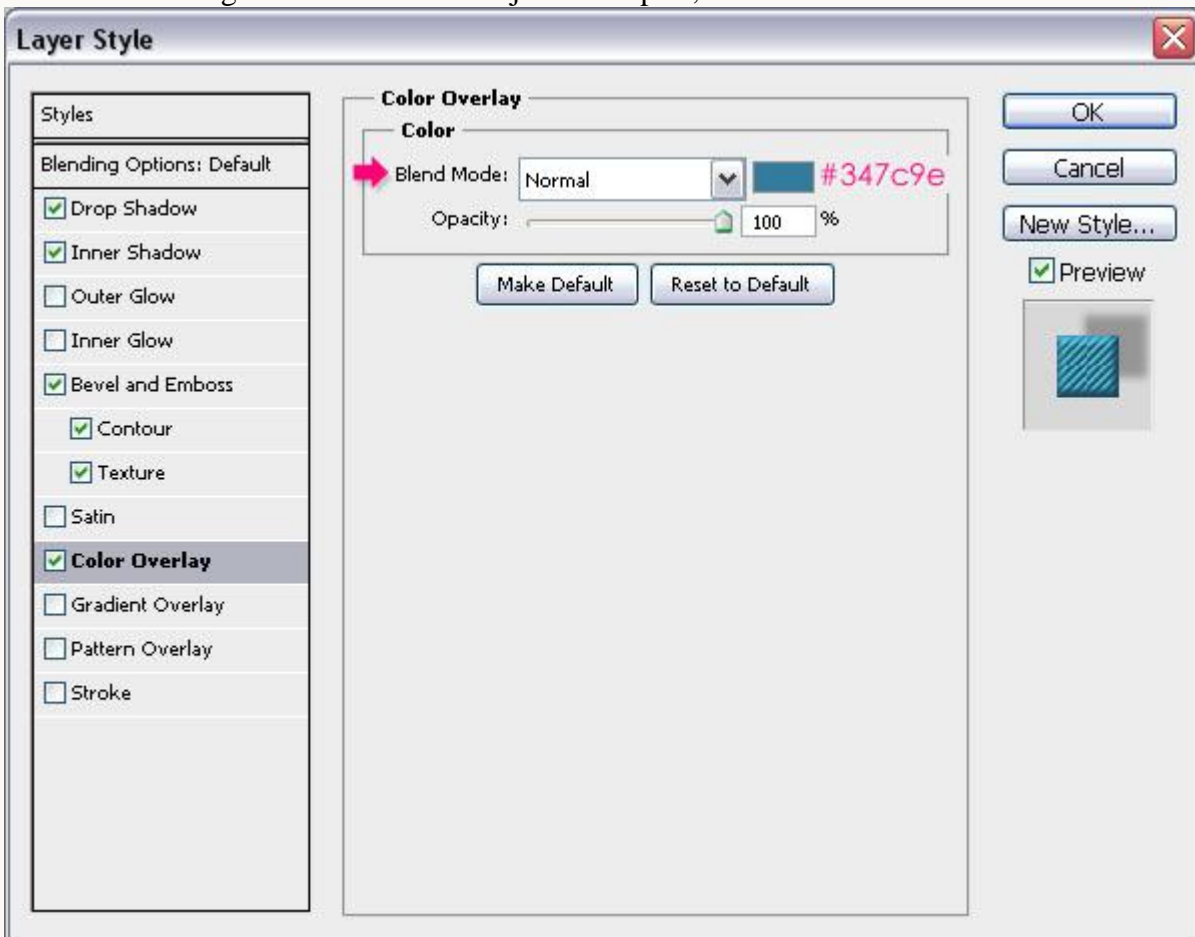 Layer Style
Styles
Blending Options: Default
Drop Shadow
Inner Shadow
Outer Glow
Inner Glow
Bevel and Emboss
Contour
Texture
Satin
Color Overlay
Gradient Overlay
Pattern Overlay
Stroke
Color Overlay
Color
Blend Mode: Normal #347c9e
Opacity: 100 %
Make Default Reset to Default
OK
Cancel
New Style...
Preview